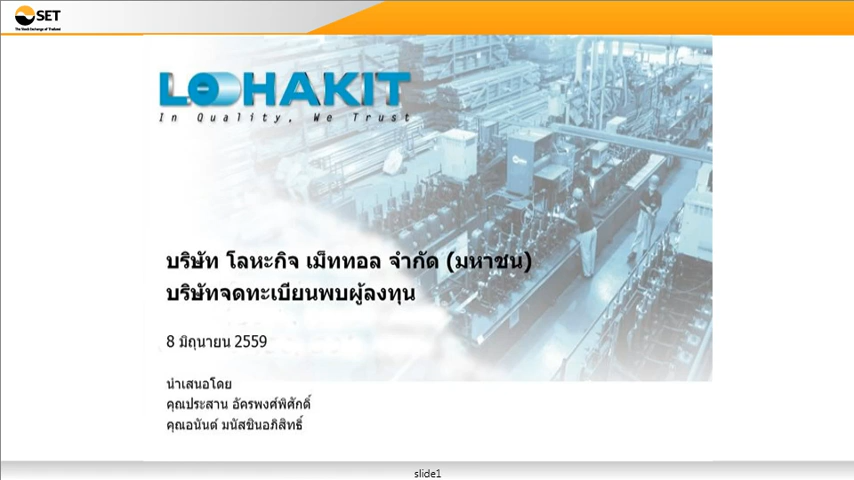 SET
The Stock Exchange of Thailand
LOHAKIT
In Quality, We Trust
บริษัท โลหะกิจ เม็ททอล จำกัด (มหาชน)
บริษัทจดทะเบียนพบผู้ลงทุน
8 มิถุนายน 2559
นำเสนอโดย
คุณประสาน อัครพงศ์พิศักดิ์
คุณอนันต์ มนัสชินอภิสิทธิ์
slide1